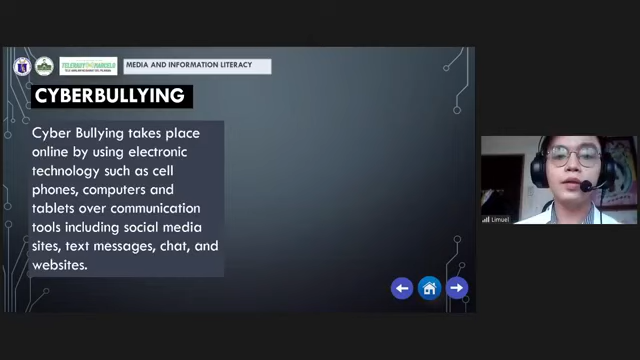 MEDIA AND INFORMATION LITERACY
CYBERBULLYING
Cyber Bullying takes place
online by using electronic
technology such as cell
phones, computers and
tablets over communication
tools including social media
sites, text messages, chat, and
websites.
Limuel